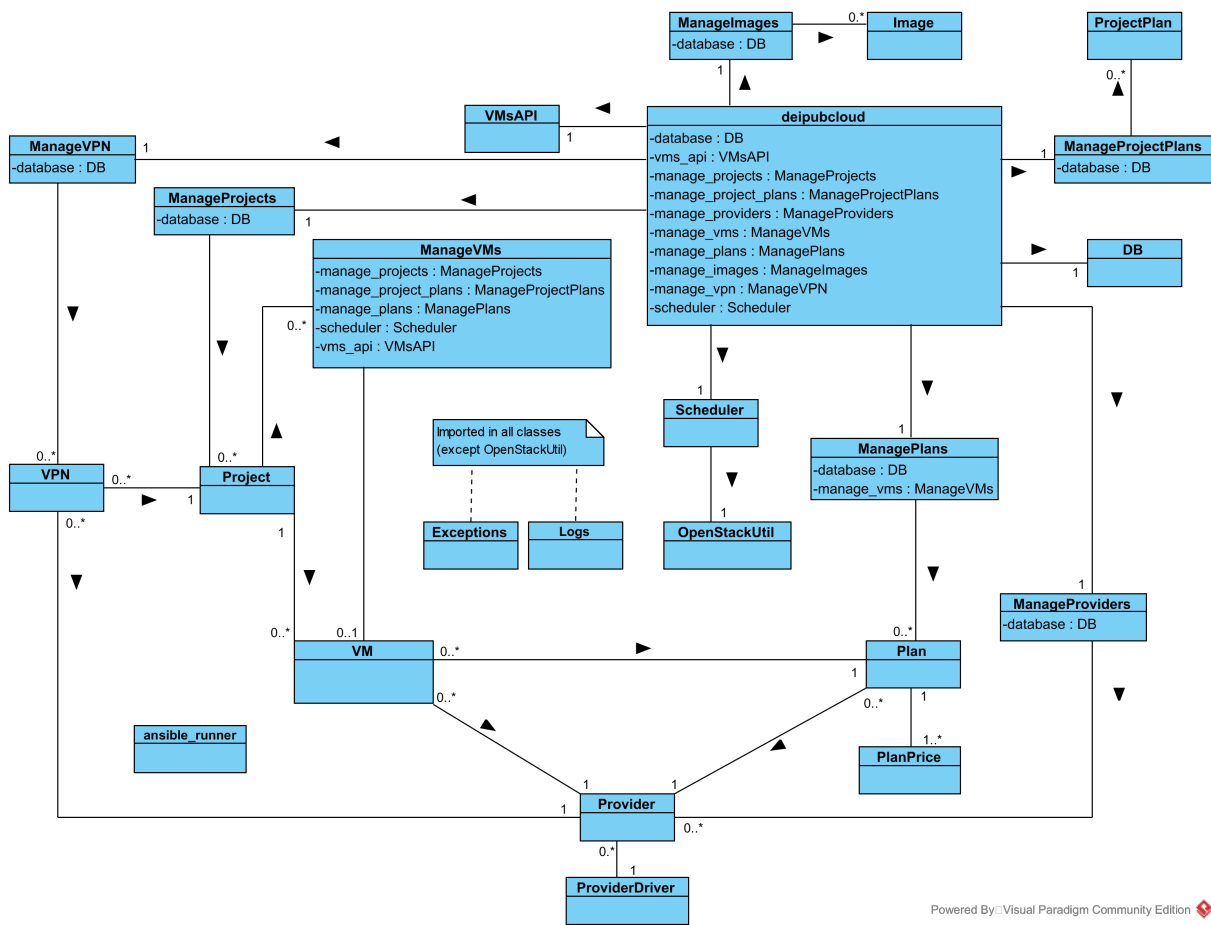 ManageImages
-database : DB
0..*
Image
ProjectPlan
1
0..*
VMsAPI
1
deipubcloud
-database : DB
-vms_api : VMsAPI
-manage_projects : ManageProjects
-manage_project_plans : ManageProjectPlans
-manage_providers : ManageProviders
-manage_vms : ManageVMs
-manage_plans : ManagePlans
-manage_images : ManageImages
-manage_vpn : ManageVPN
-scheduler : Scheduler
ManageVPN
-database : DB
1
1
ManageProjectPlans
-database : DB
ManageProjects
-database : DB
1
ManageVMs
-manage_projects : ManageProjects
-manage_project_plans : ManageProjectPlans
-manage_plans : ManagePlans
-scheduler : Scheduler
-vms_api : VMsAPI
0..*
DB
1
1
Scheduler
1
ManagePlans
-database : DB
-manage_vms : ManageVMs
Imported in all classes
(except OpenStackUtil)
0..*
VPN
0..*
0..*
0..*
Project
1
1
Exceptions
Logs
1
OpenStackUtil
1
ManageProviders
-database : DB
0..*
0..1
VM
0..*
0..*
0..*
Plan
1
0..*
1
1..*
PlanPrice
ansible_runner
1
1
1
Provider
0..*
0.*
1
ProviderDriver
Powered By Visual Paradigm Community Edition